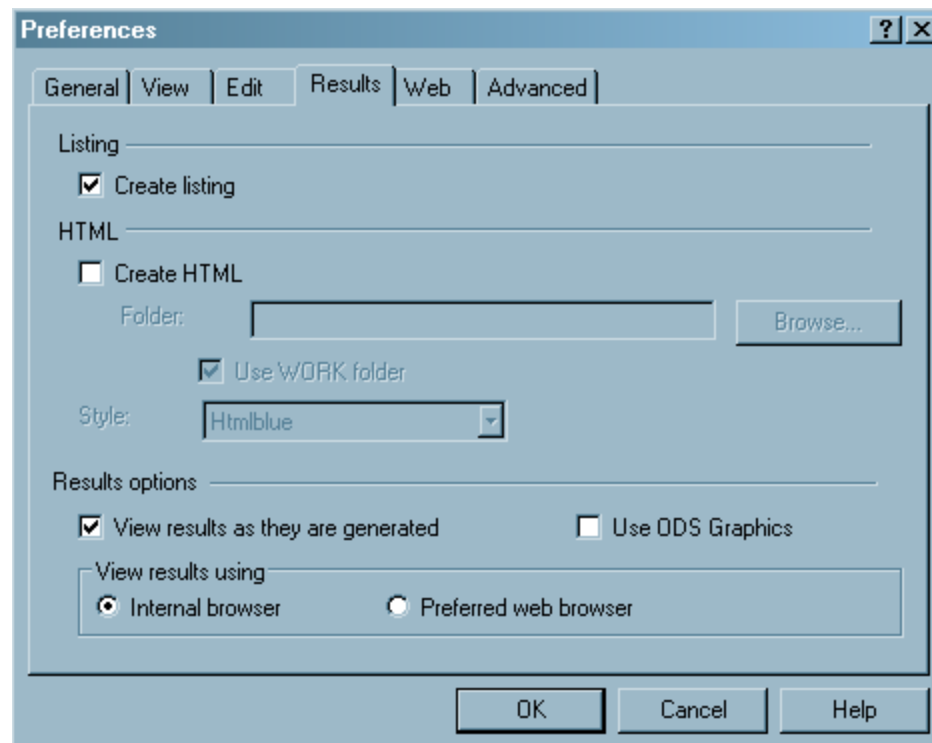 Preferences
General View Edit Results Web Advanced
Listing
Create listing
HTML
Create HTML
Folder: Browse...
Use WORK folder
Style: Htmlblue
Results options
View results as they are generated Use ODS Graphics
View results using
Internal browser Preferred web browser
OK Cancel Help